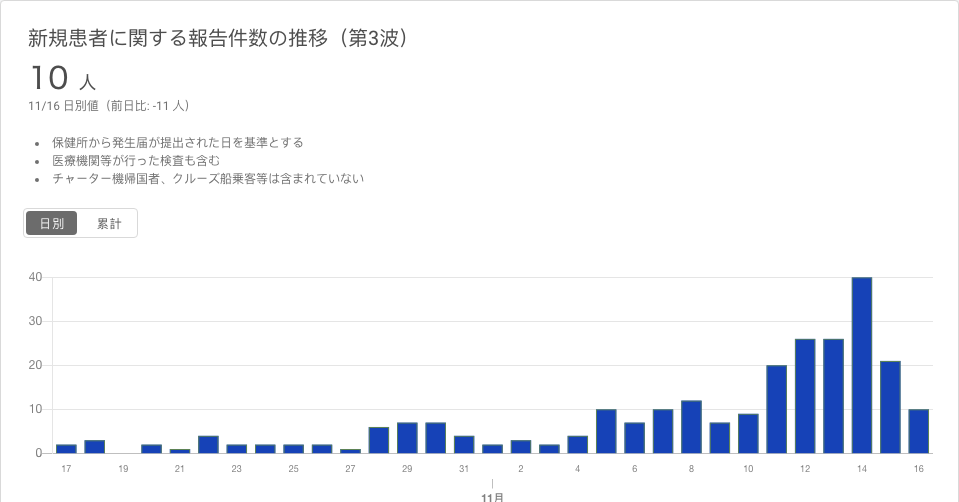 新規患者に関する報告件数の推移（第3波）
10 人
11/16 日別値（前日比: -11 人）
保健所から発生届が提出された日を基準とする
医療機関等が行った検査も含む
チャーター機帰国者、クルーズ船乗客等は含まれていない
日別 累計
40
30
20
10
0
17 19 21 23 25 27 29 31 2 4 6 8 10 12 14 16
11月